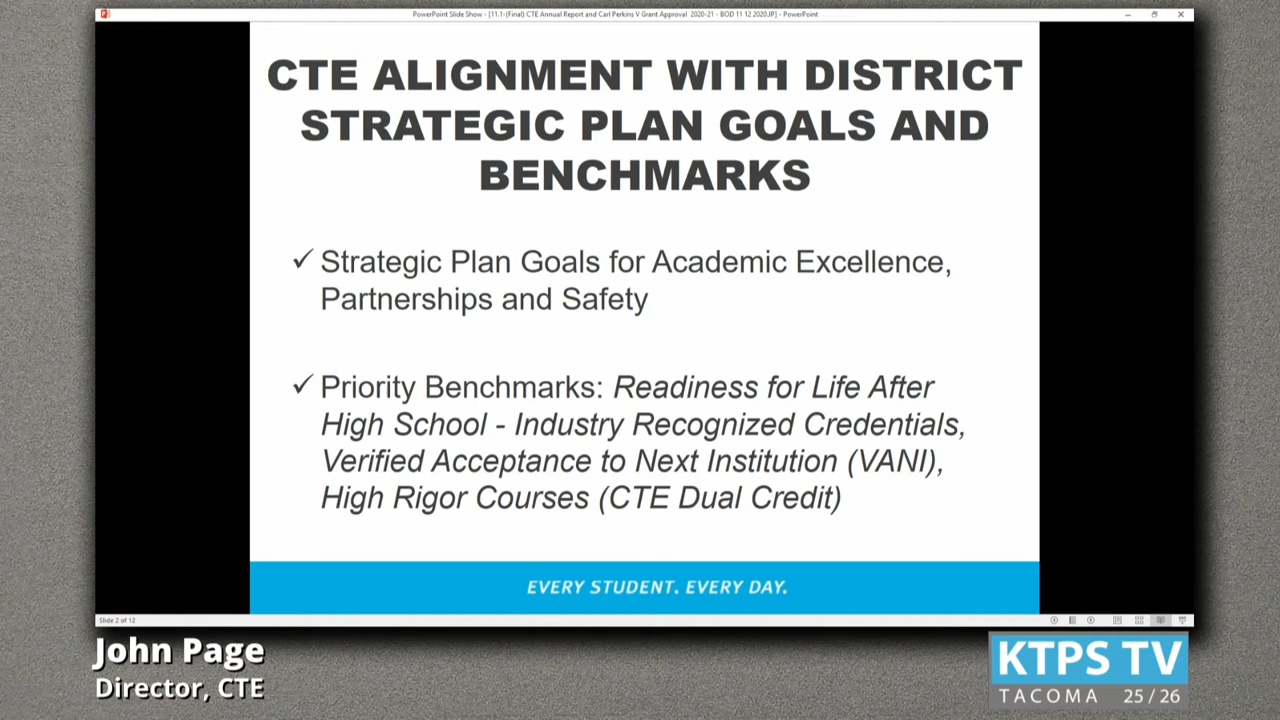 PowerPoint Slide Show - [11.1-(Final) CTE Annual Report and Carl Perkins V Grant Approval 2020-21 - BOD 11 12 2020.JP] - PowerPoint
CTE ALIGNMENT WITH DISTRICT
STRATEGIC PLAN GOALS AND
BENCHMARKS
✓ Strategic Plan Goals for Academic Excellence,
Partnerships and Safety
✓ Priority Benchmarks: Readiness for Life After
High School - Industry Recognized Credentials,
Verified Acceptance to Next Institution (VANI),
High Rigor Courses (CTE Dual Credit)
EVERY STUDENT. EVERY DAY.
Slide 2 of 12
John Page
Director, CTE
KTPS TV
TACOMA 25/26